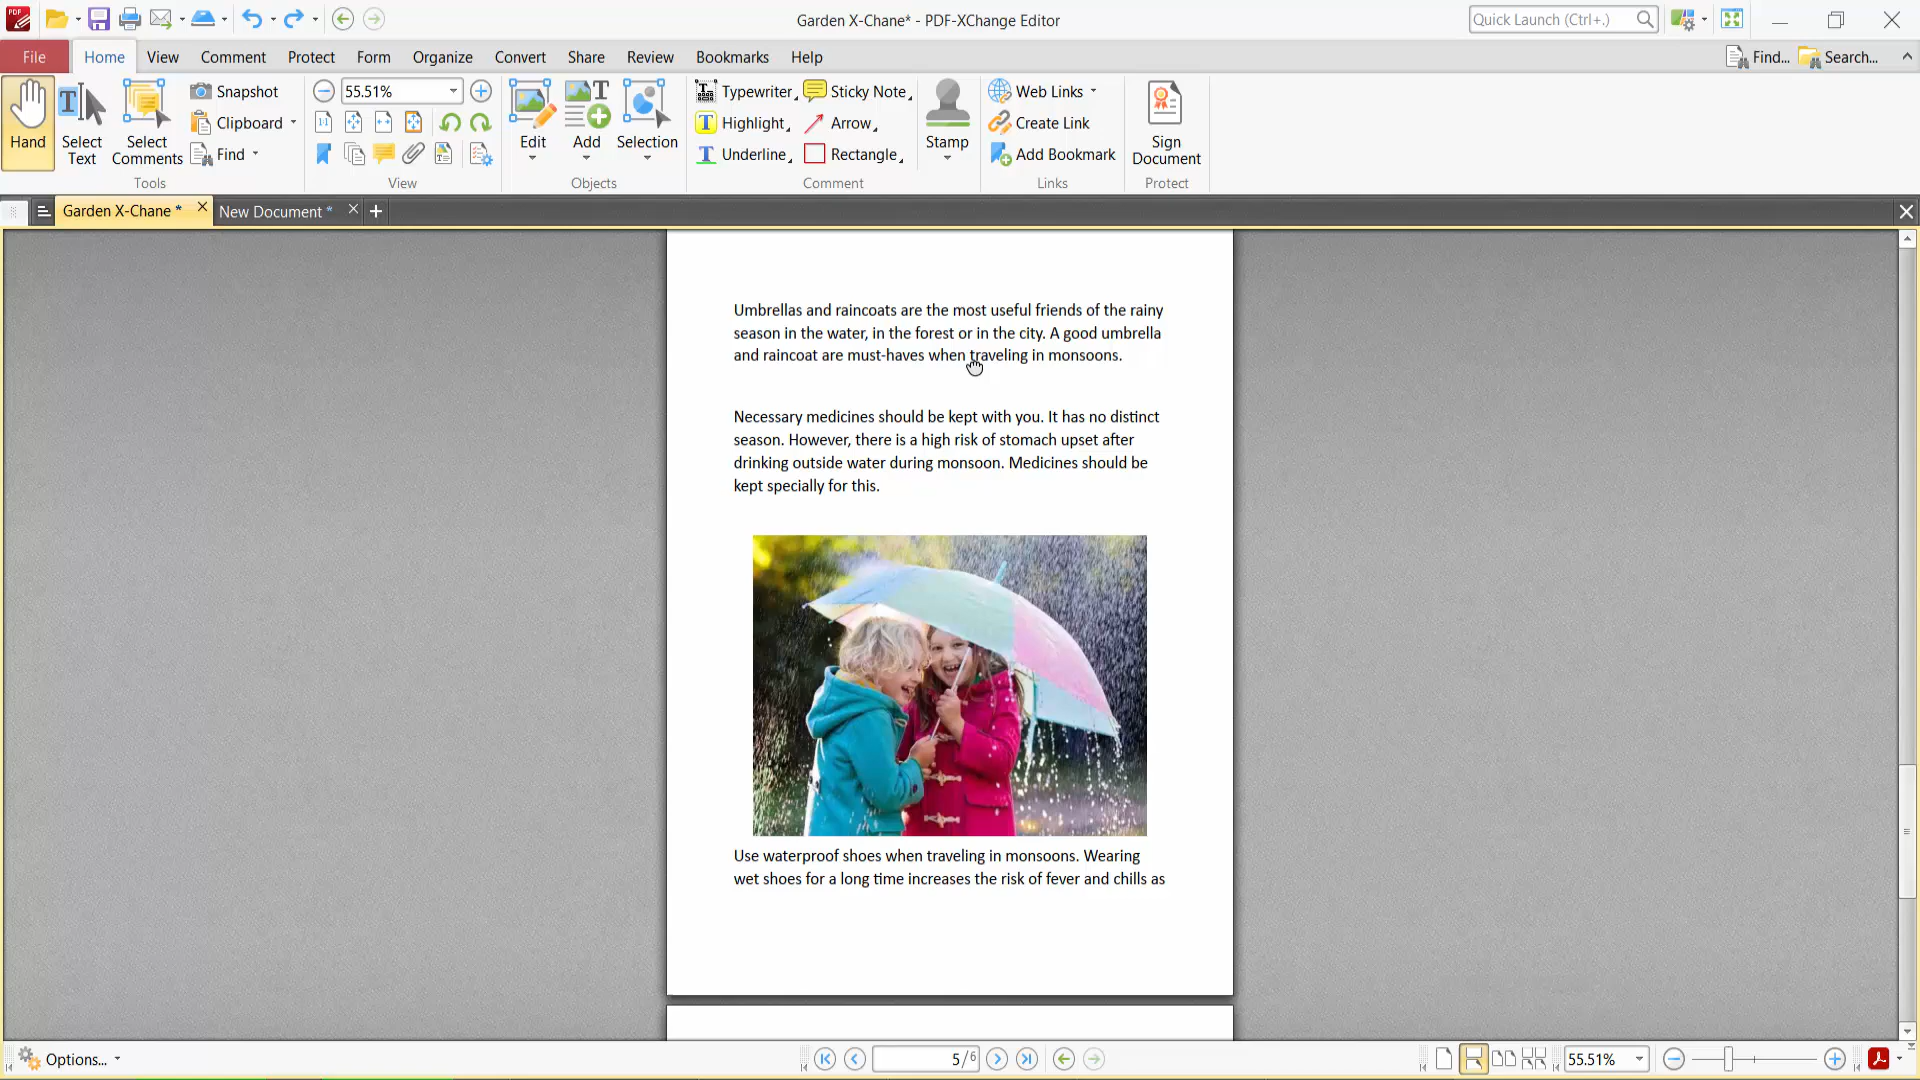 Garden X-Chane* - PDF-XChange Editor
Quick Launch (Ctrl+.)
File Home View Comment Protect Form Organize Convert Share Review Bookmarks Help Find... Search...
Hand
Select Text
Select Comments
Snapshot
Clipboard
Find
Tools
55.51%
View
Edit
Add
Selection
Objects
Typewriter
Sticky Note
Highlight
Arrow
Underline
Rectangle
Stamp
Comment
Web Links
Create Link
Add Bookmark
Links
Sign Document
Protect
Garden X-Chane *
New Document *
Umbrellas and raincoats are the most useful friends of the rainy
season in the water, in the forest or in the city. A good umbrella
and raincoat are must-haves when traveling in monsoons.
Necessary medicines should be kept with you. It has no distinct
season. However, there is a high risk of stomach upset after
drinking outside water during monsoon. Medicines should be
kept specially for this.
Use waterproof shoes when traveling in monsoons. Wearing
wet shoes for a long time increases the risk of fever and chills as
Options...
5/6
55.51%